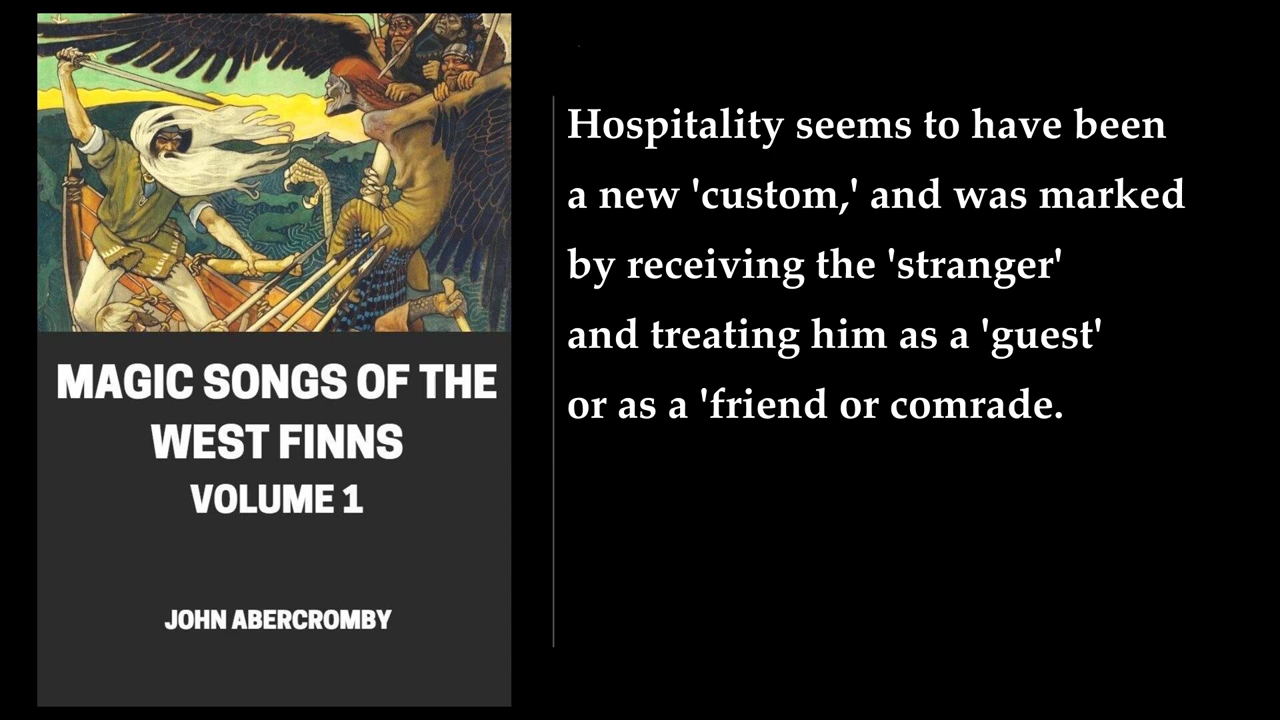 MAGIC SONGS OF THE
WEST FINNS
VOLUME 1
JOHN ABERCROMBY
Hospitality seems to have been
a new 'custom,' and was marked
by receiving the 'stranger'
and treating him as a 'guest'
or as a 'friend or comrade.